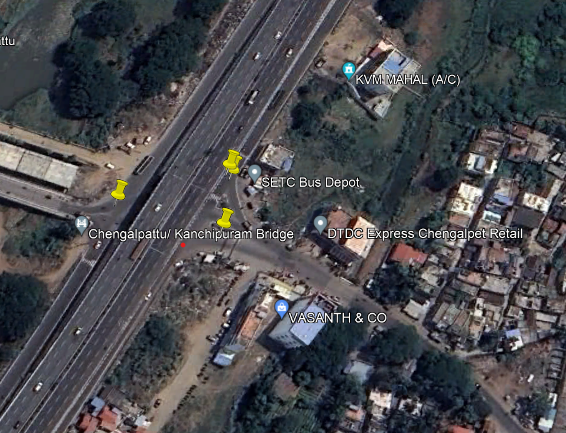 ttu
KVM MAHAL (A/C)
SETC Bus Depot
Chengalpattu/ Kanchipuram Bridge
DTDC Express Chengalpet Retail
VASANTH & CO